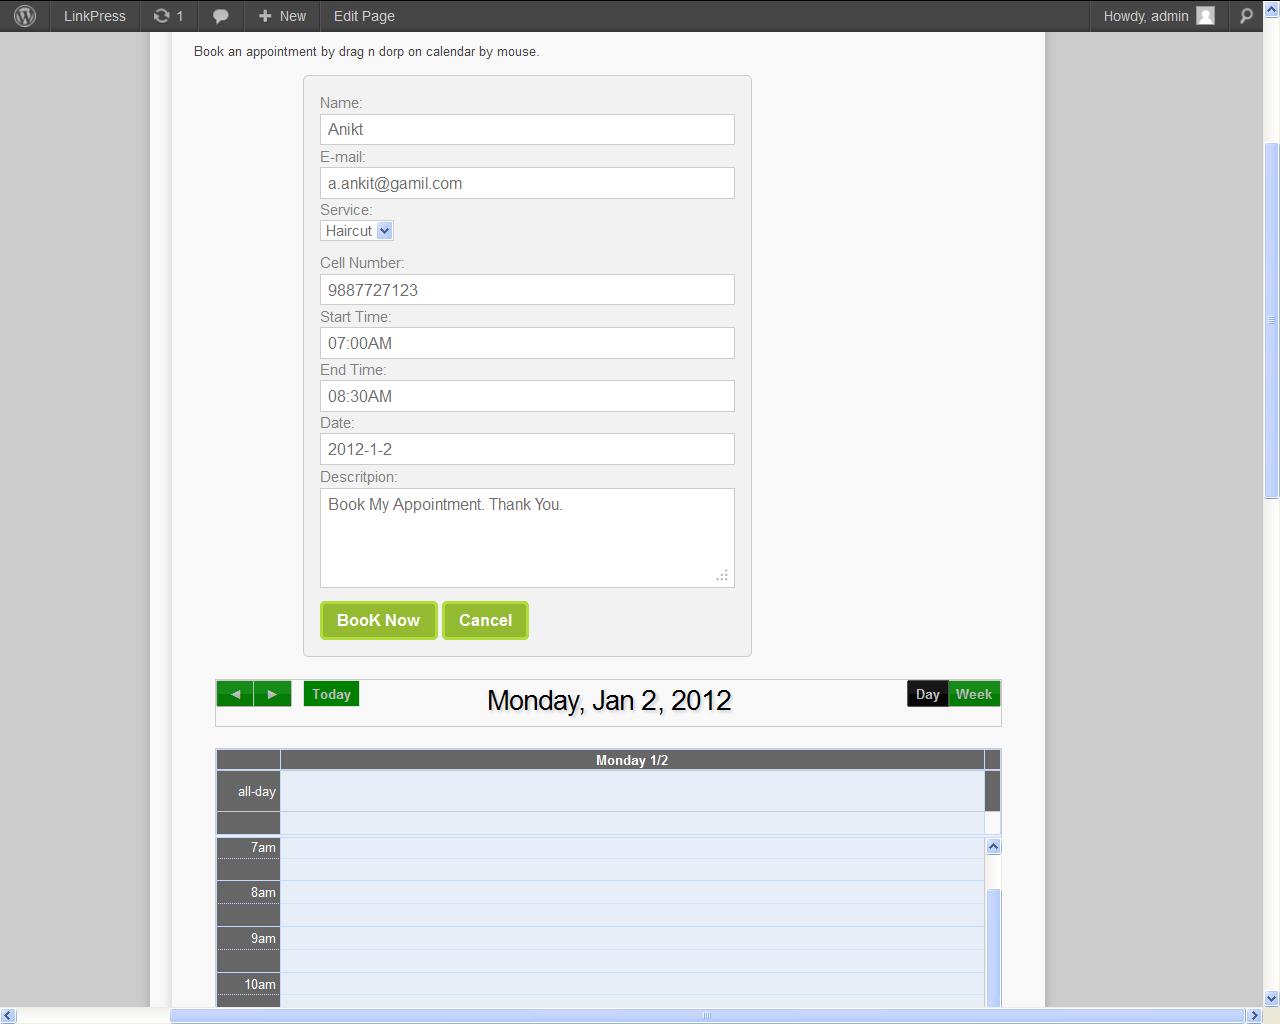 LinkPress 1 New Edit Page Howdy, admin
Book an appointment by drag n dorp on calendar by mouse.
Name:
Anikt
E-mail:
a.ankit@gamil.com
Service:
Haircut
Cell Number:
9887727123
Start Time:
07:00AM
End Time:
08:30AM
Date:
2012-1-2
Descritpion:
Book My Appointment. Thank You.
BooK Now Cancel
◄ ► Today Monday, Jan 2, 2012 Day Week
Monday 1/2
all-day
7am
8am
9am
10am